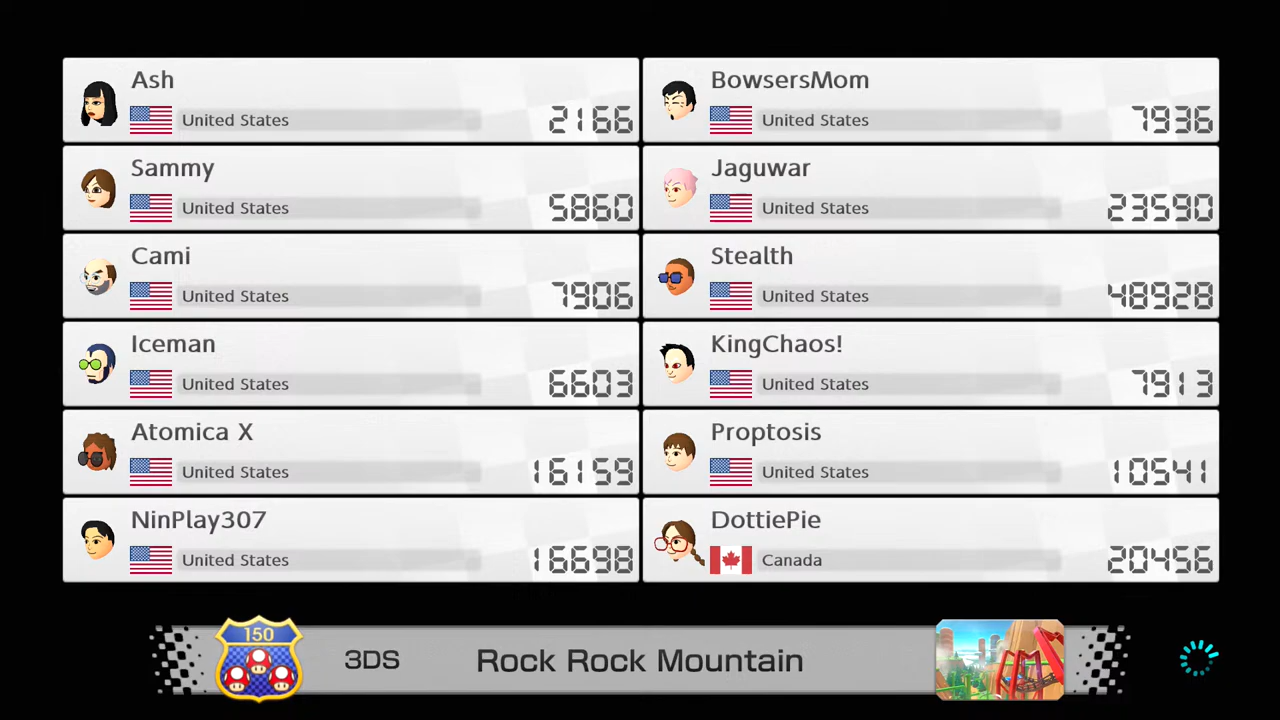 Ash
United States 2166
BowsersMom
United States 7936
Sammy
United States 5860
Jaguwar
United States 23590
Cami
United States 7906
Stealth
United States 48928
Iceman
United States 6603
KingChaos!
United States 7913
Atomica X
United States 16159
Proptosis
United States 10541
NinPlay307
United States 16698
DottiePie
Canada 20456
150
3DS Rock Rock Mountain